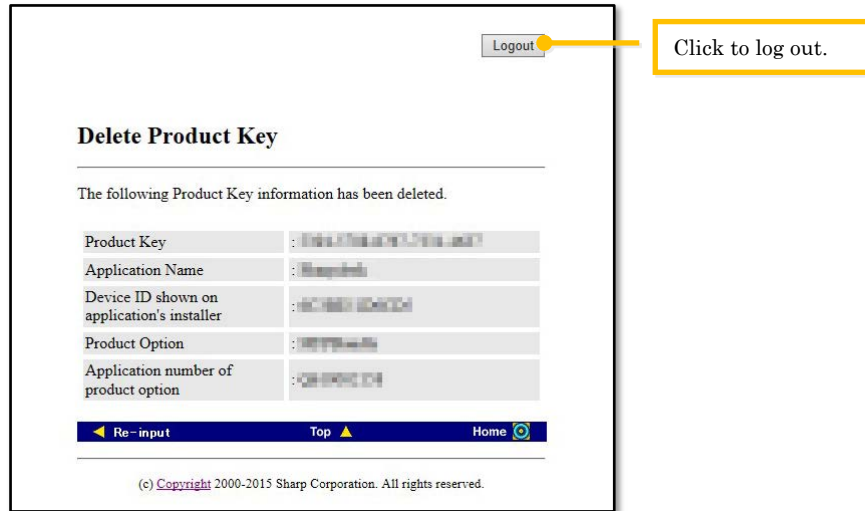 Logout
Click to log out.
Delete Product Key
The following Product Key information has been deleted.
Product Key :
Application Name :
Device ID shown on
application's installer :
Product Option :
Application number of
product option :
Re-input Top Home
(c) Copyright 2000-2015 Sharp Corporation. All rights reserved.